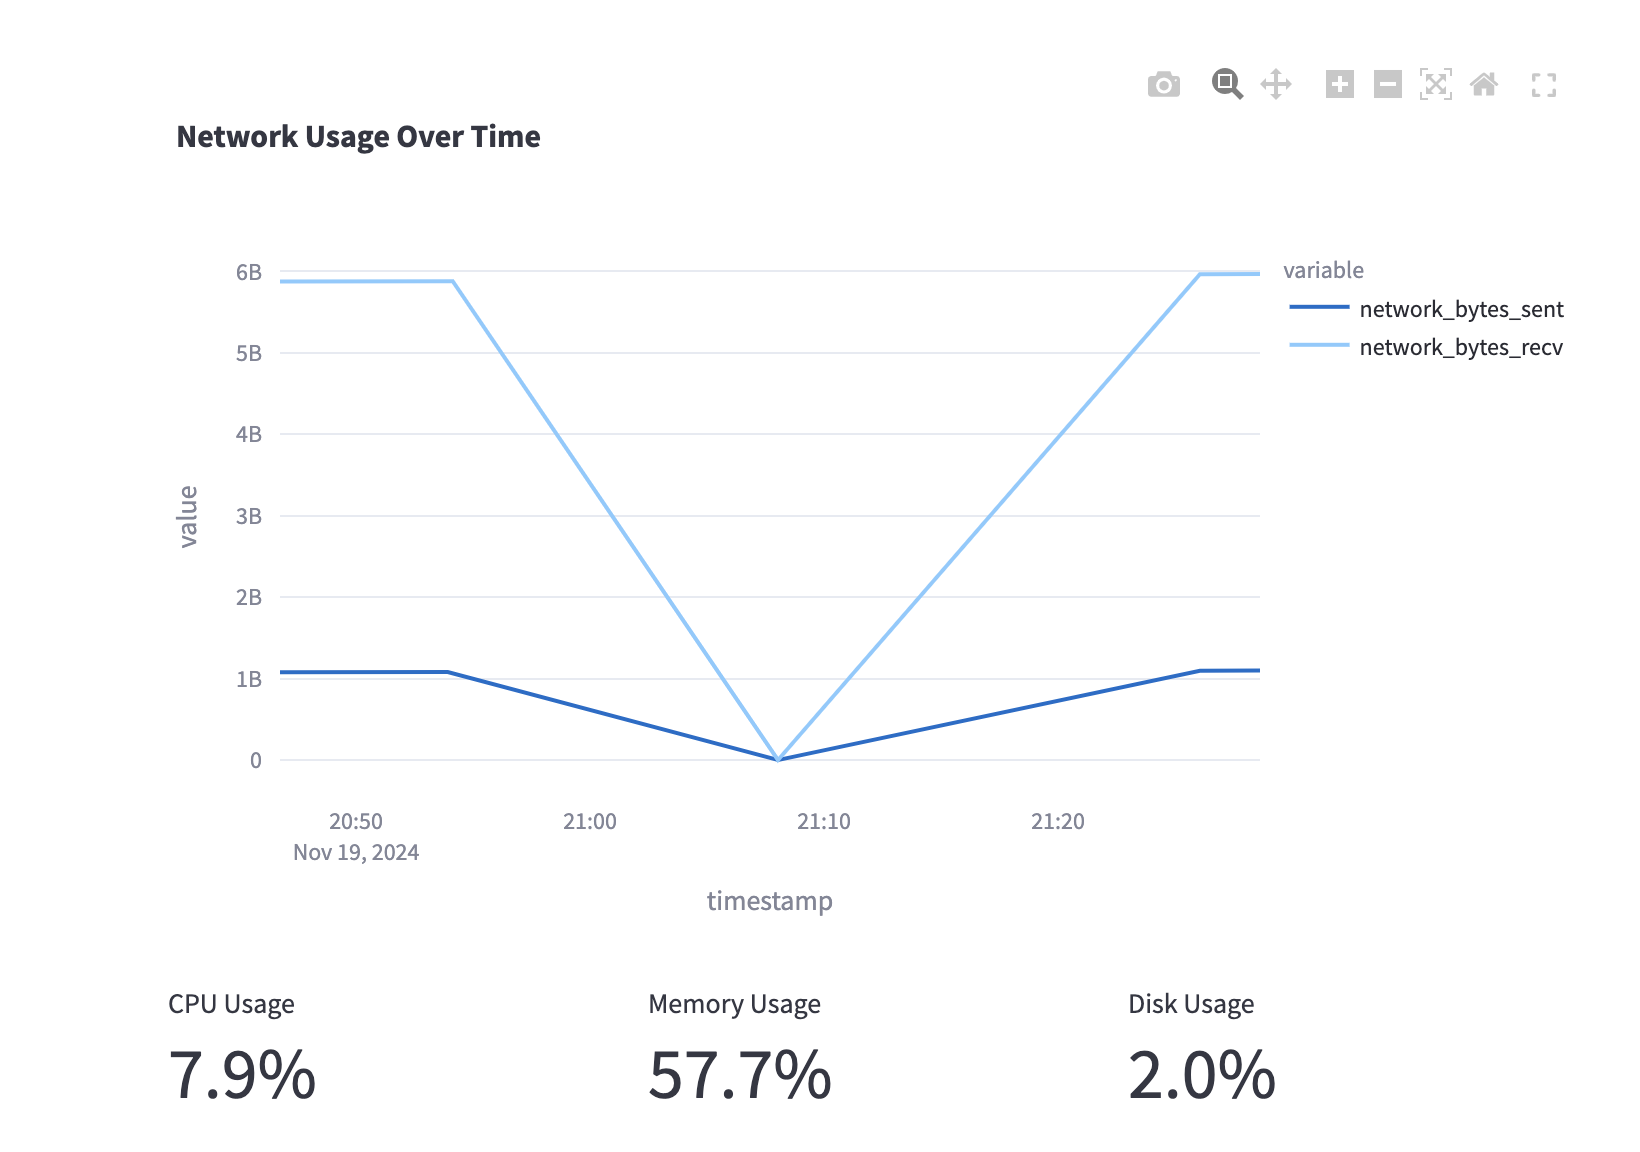 Network Usage Over Time
variable
network_bytes_sent
network_bytes_recv
value
6B
5B
4B
3B
2B
1B
0
20:50 21:00 21:10 21:20
Nov 19, 2024
timestamp
CPU Usage Memory Usage Disk Usage
7.9% 57.7% 2.0%